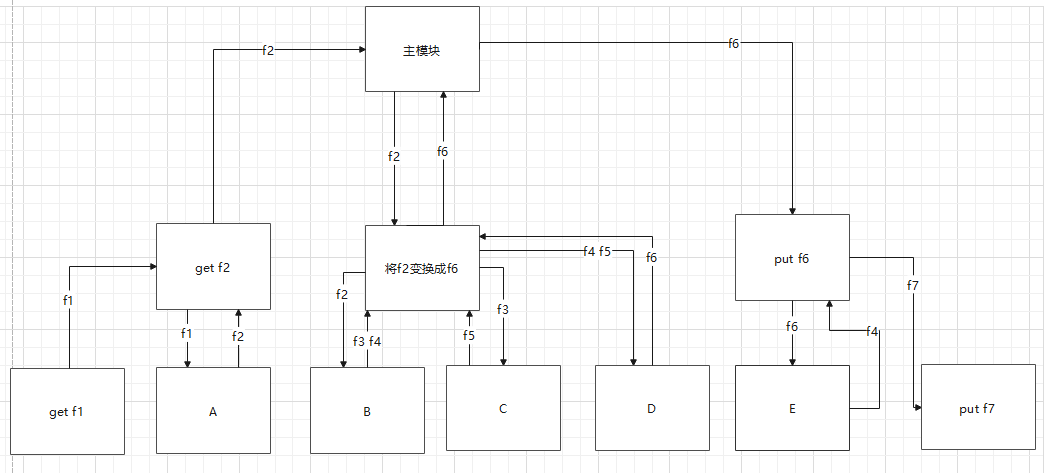 主模块
f2
f6
f2
f6
get f2
将f2变换成f6
put f6
f4 f5
f6
f1
f2
f3
f7
f1
f2
f3 f4
f5
f6
f4
get f1
A
B
C
D
E
put f7